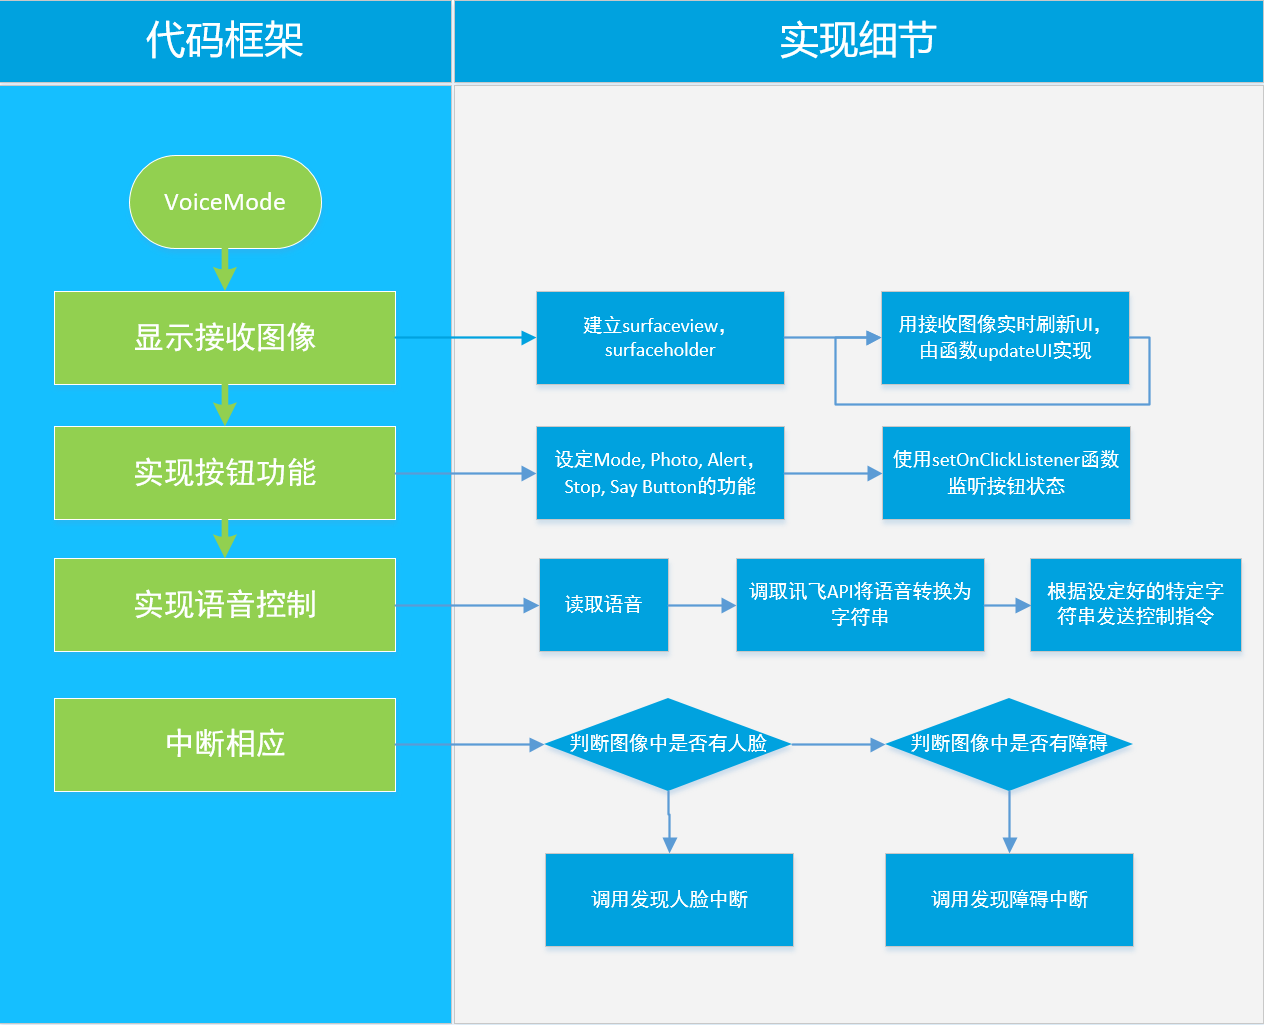 代码框架
实现细节
VoiceMode
显示接收图像
建立surfaceview，
surfaceholder
用接收图像实时刷新UI，
由函数updateUI实现
实现按钮功能
设定Mode, Photo, Alert，
Stop, Say Button的功能
使用setOnClickListener函数
监听按钮状态
实现语音控制
读取语音
调取讯飞API将语音转换为
字符串
根据设定好的特定字
符串发送控制指令
中断相应
判断图像中是否有人脸
判断图像中是否有障碍
调用发现人脸中断
调用发现障碍中断